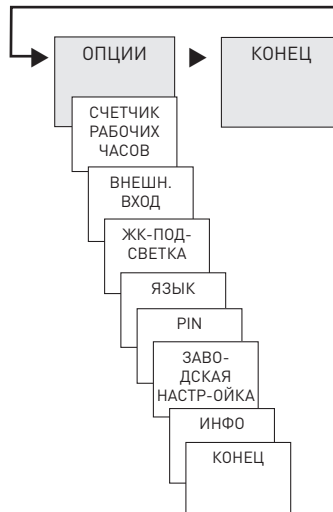 ОПЦИИ
КОНЕЦ
СЧЕТЧИК
РАБОЧИХ
ЧАСОВ
ВНЕШН.
ВХОД
ЖК-ПОД-
СВЕТКА
ЯЗЫК
PIN
ЗАВО-
ДСКАЯ
НАСТР-ОЙКА
ИНФО
КОНЕЦ